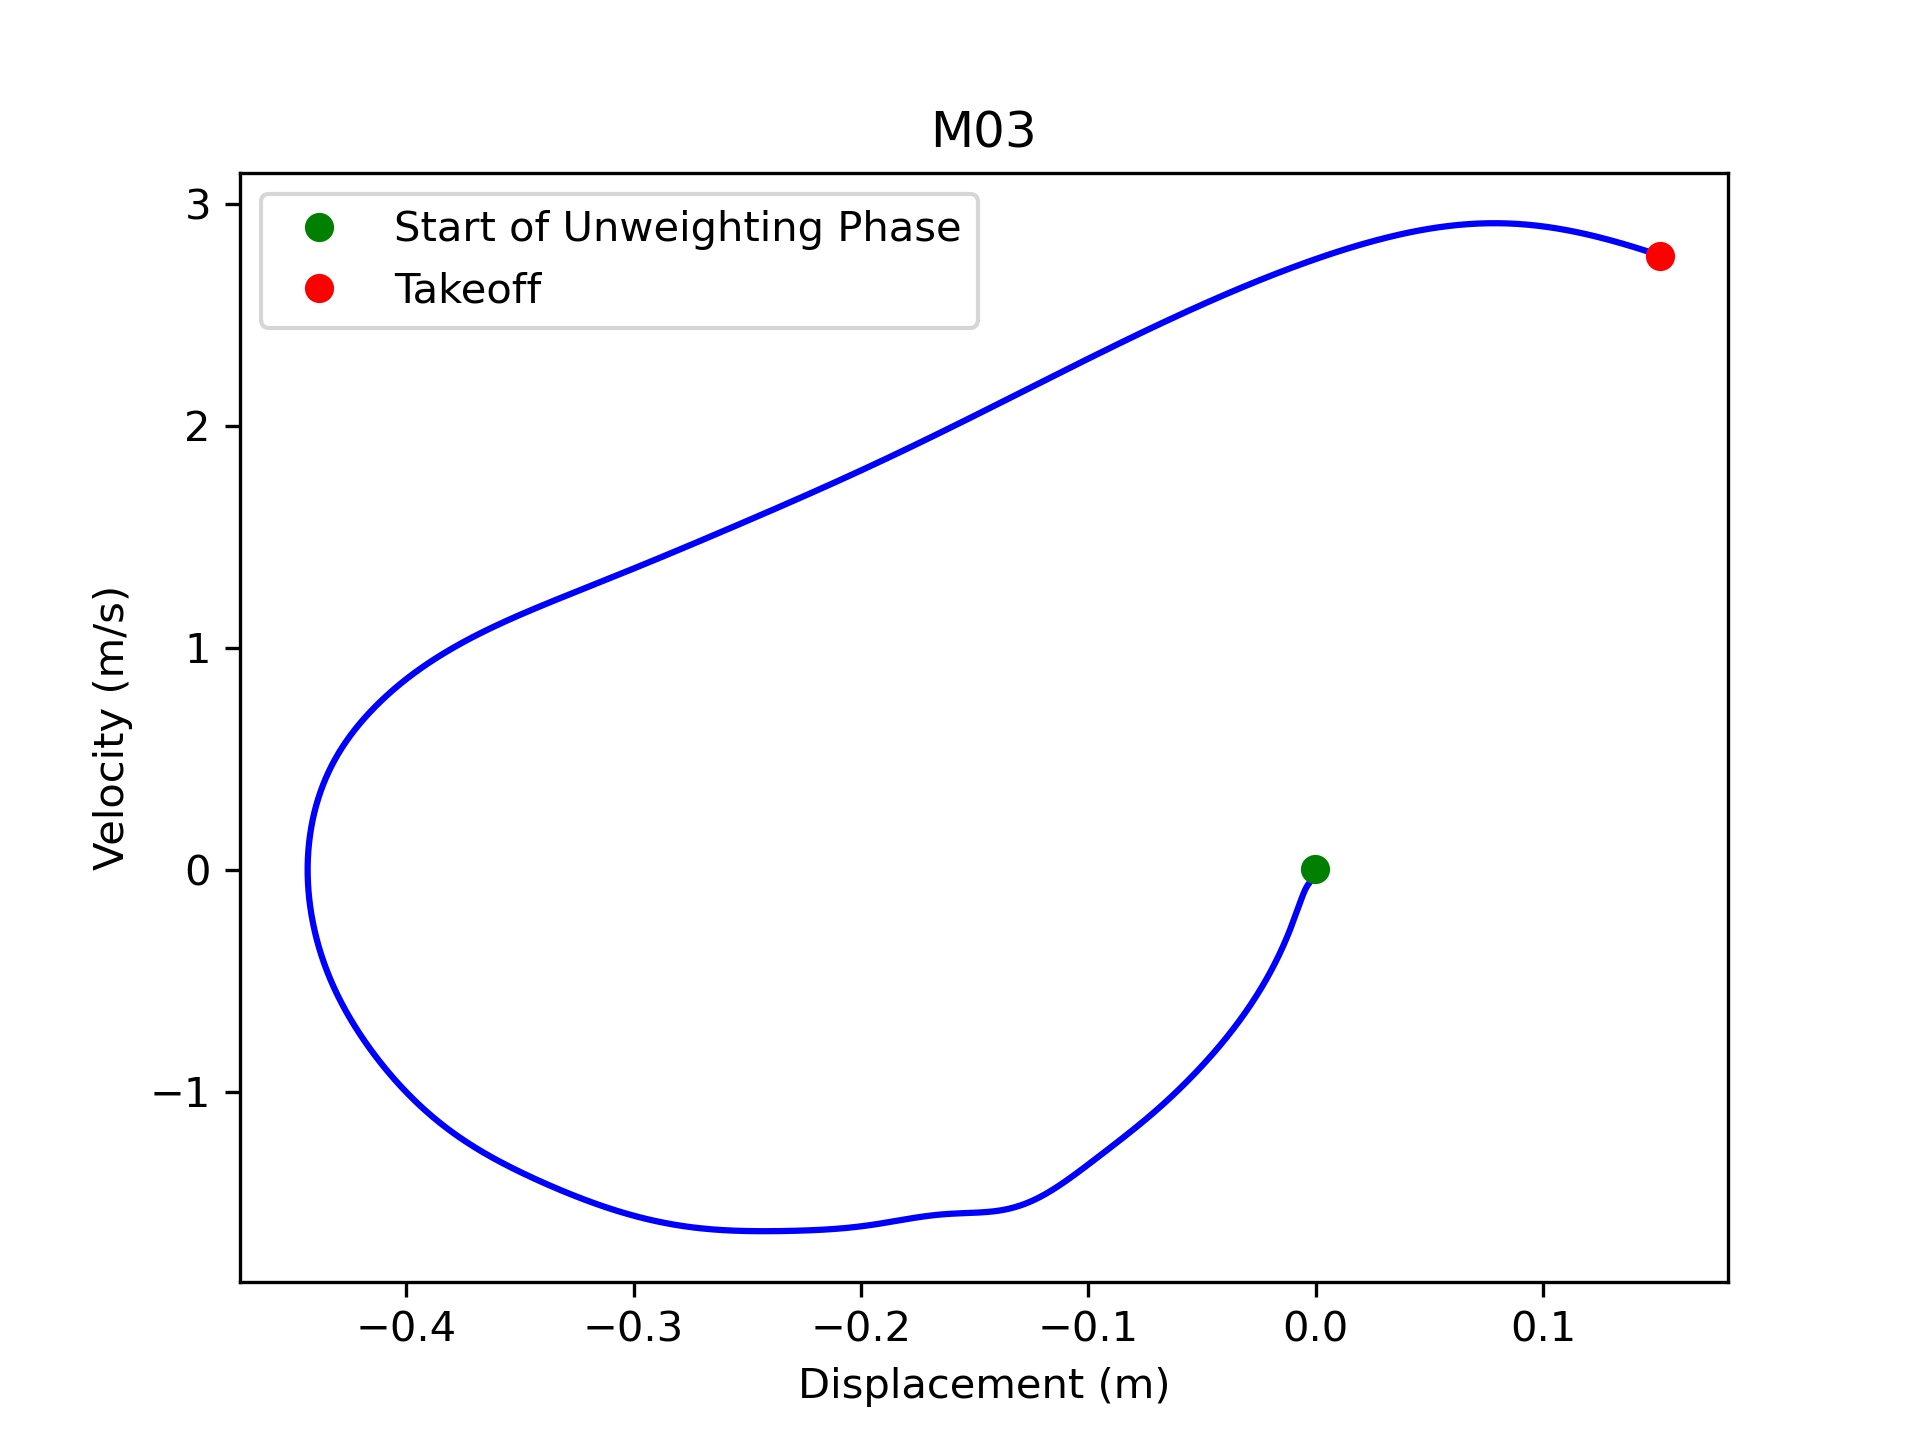 M03
Start of Unweighting Phase
Takeoff
3
2
1
0
−1
Velocity (m/s)
−0.4
−0.3
−0.2
−0.1
0.0
0.1
Displacement (m)